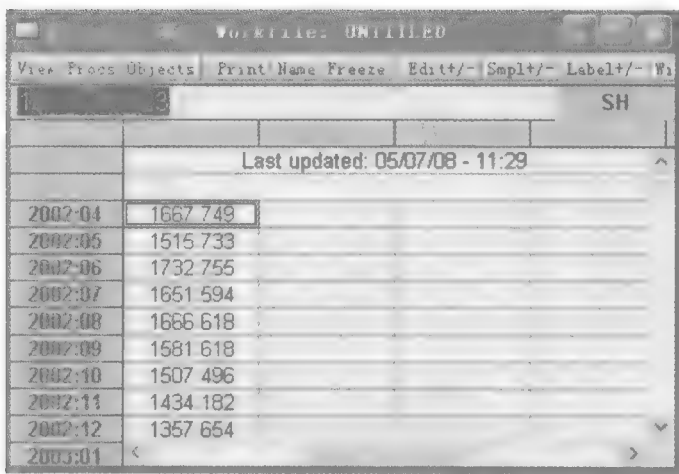 Workfile: UNTITLED
View Procs Objects Print Name Freeze Edit+/- Smpl+/- Label+/- Wi
SH
Last updated: 05/07/08 - 11:29
2002:04 1667.749
2002:05 1515.733
2002:06 1732.755
2002:07 1651.594
2002:08 1666.618
2002:09 1581.618
2002:10 1507.496
2002:11 1434.182
2002:12 1357.654
2003:01